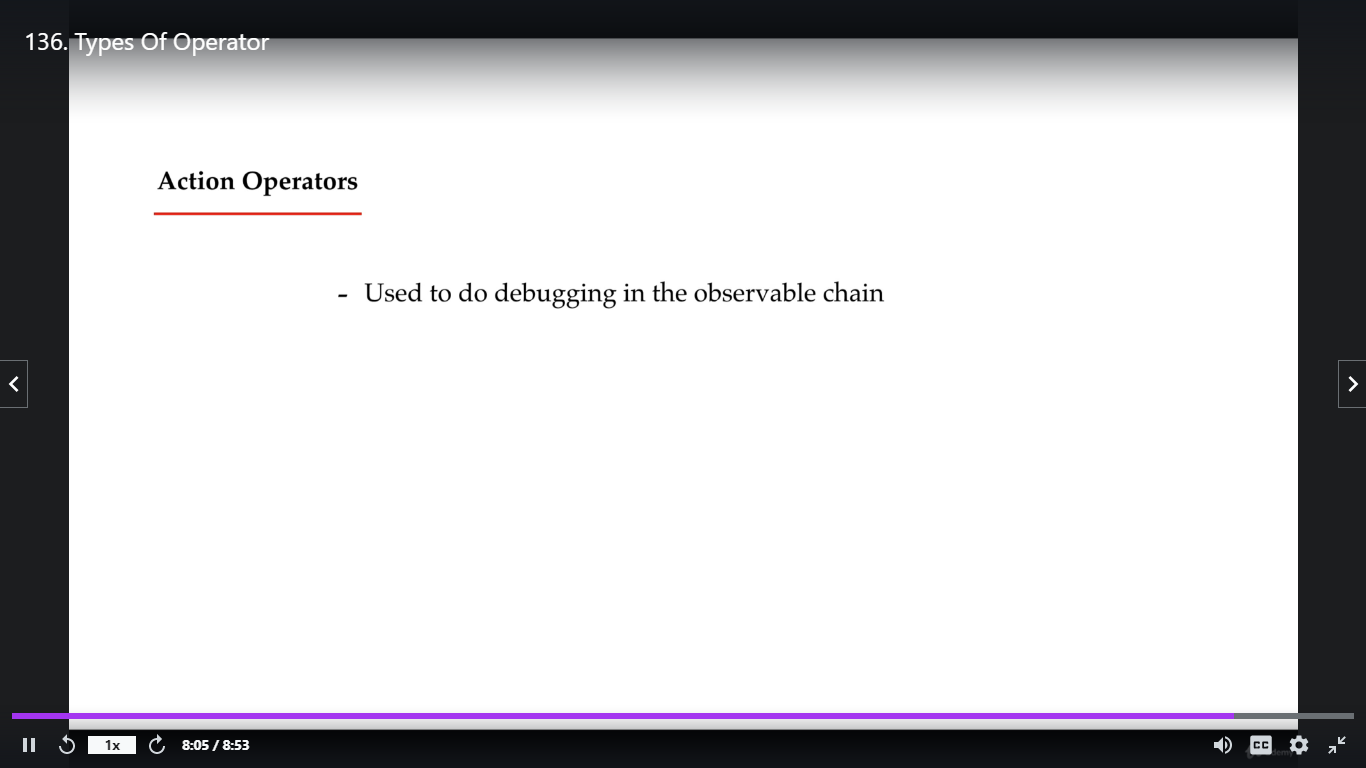 136. Types Of Operator
Action Operators
- Used to do debugging in the observable chain
1x
8:05 / 8:53
CC